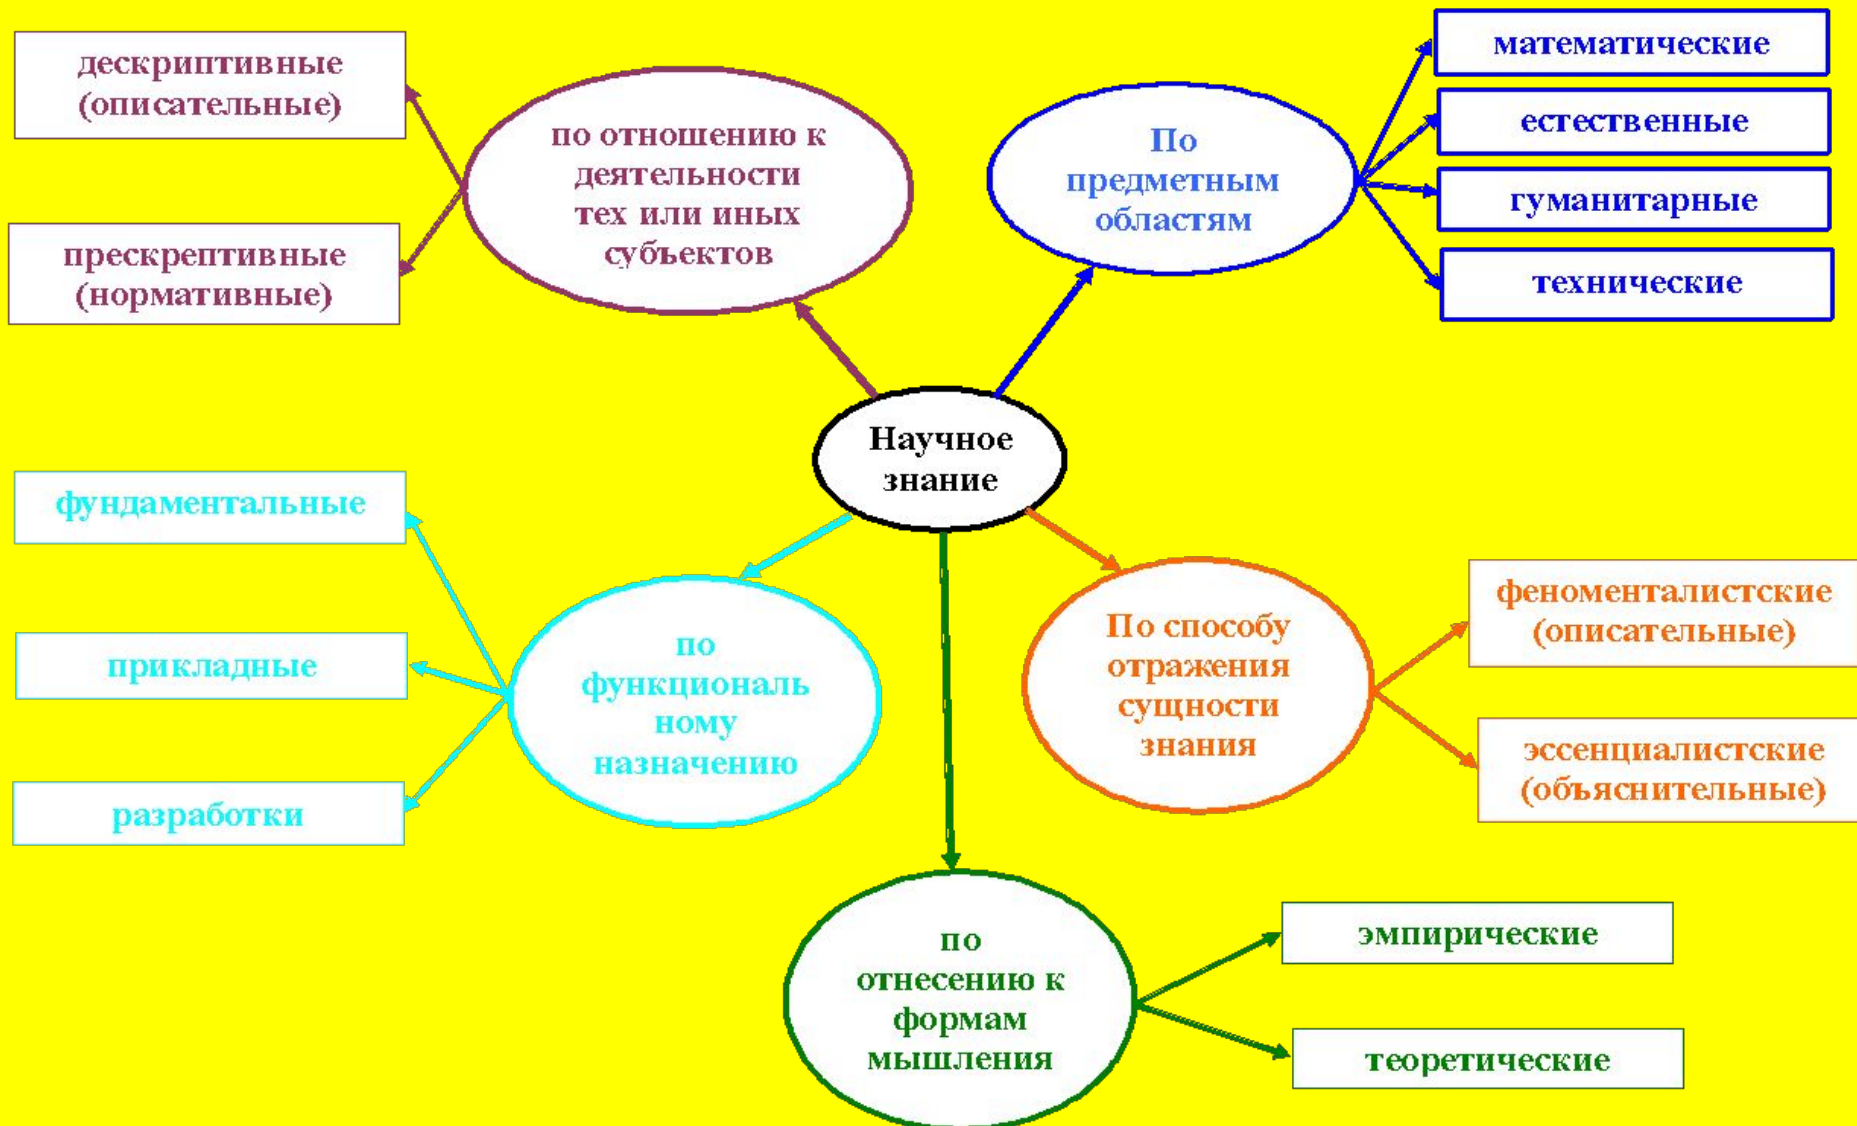 дескриптивные
(описательные)
прескрептивные
(нормативные)
по отношению к
деятельности
тех или иных
субъектов
По
предметным
областям
математические
естественные
гуманитарные
технические
Научное
знание
фундаментальные
прикладные
разработки
по
функциональ
ному
назначению
По способу
отражения
сущности
знания
феноменталистские
(описательные)
эссенциалистские
(объяснительные)
по
отнесению к
формам
мышления
эмпирические
теоретические